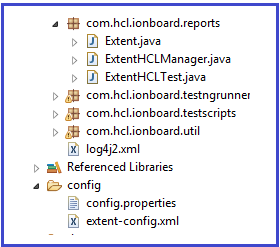 com.hcl.ionboard.reports
Extent.java
ExtentHCLManager.java
ExtentHCLTest.java
com.hcl.ionboard.testngrunner
com.hcl.ionboard.testscripts
com.hcl.ionboard.util
log4j2.xml
Referenced Libraries
config
config.properties
extent-config.xml